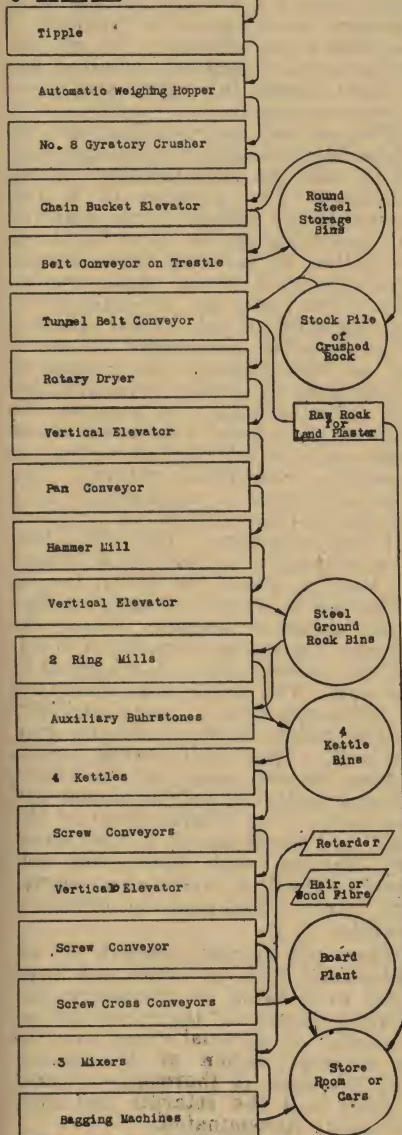 Tipple
Automatic Weighing Hopper
No. 8 Gyratory Crusher
Chain Bucket Elevator
Round
Steel
Storage
Bins
Belt Conveyor on Trestle
Tunnel Belt Conveyor
Stock Pile
of
Crushed
Rock
Rotary Dryer
Raw Rock
for
Land Plaster
Vertical Elevator
Pan Conveyor
Hammer Mill
Vertical Elevator
Steel
Ground
Rock Bins
2 Ring Mills
Auxiliary Buhrstones
4
Kettle
Bins
4 Kettles
Screw Conveyors
Retarder
Hair or
Wood Fibre
Vertical Elevator
Screw Conveyor
Board
Plant
Screw Cross Conveyors
3 Mixers
Store
Room or
Cars
Bagging Machines